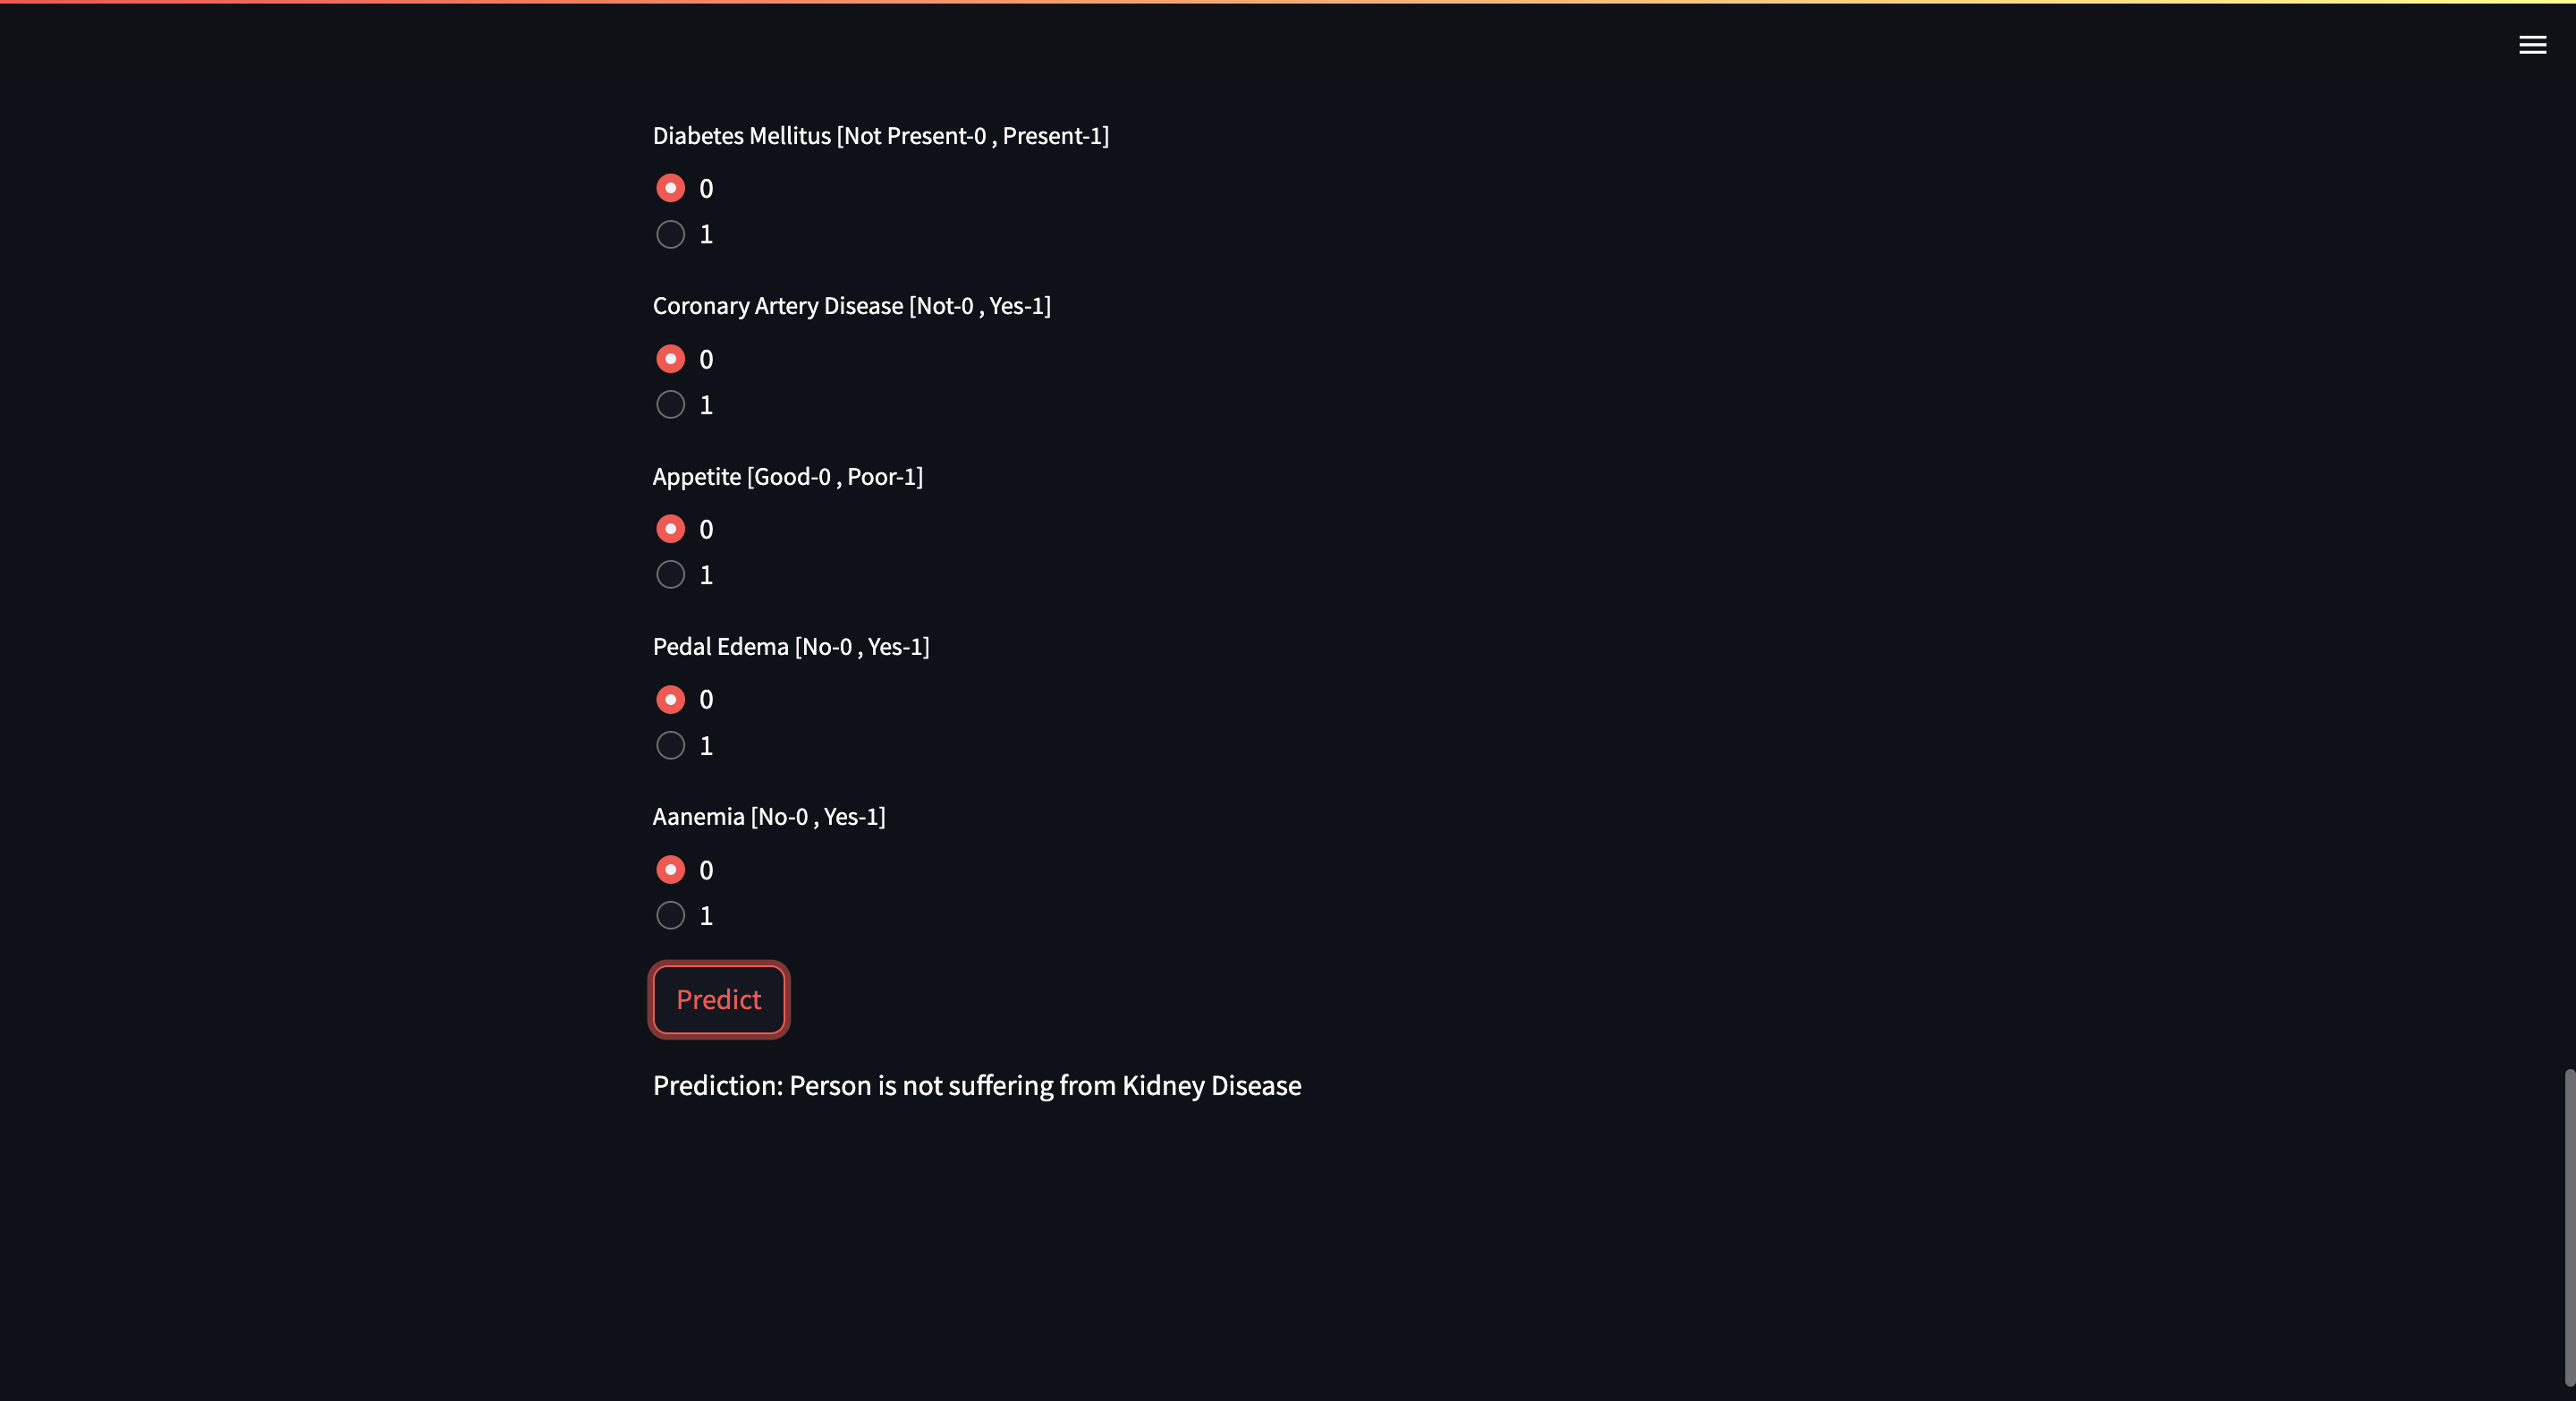 Diabetes Mellitus [Not Present-0 , Present-1]
0
1
Coronary Artery Disease [Not-0 , Yes-1]
0
1
Appetite [Good-0 , Poor-1]
0
1
Pedal Edema [No-0 , Yes-1]
0
1
Aanemia [No-0 , Yes-1]
0
1
Predict
Prediction: Person is not suffering from Kidney Disease